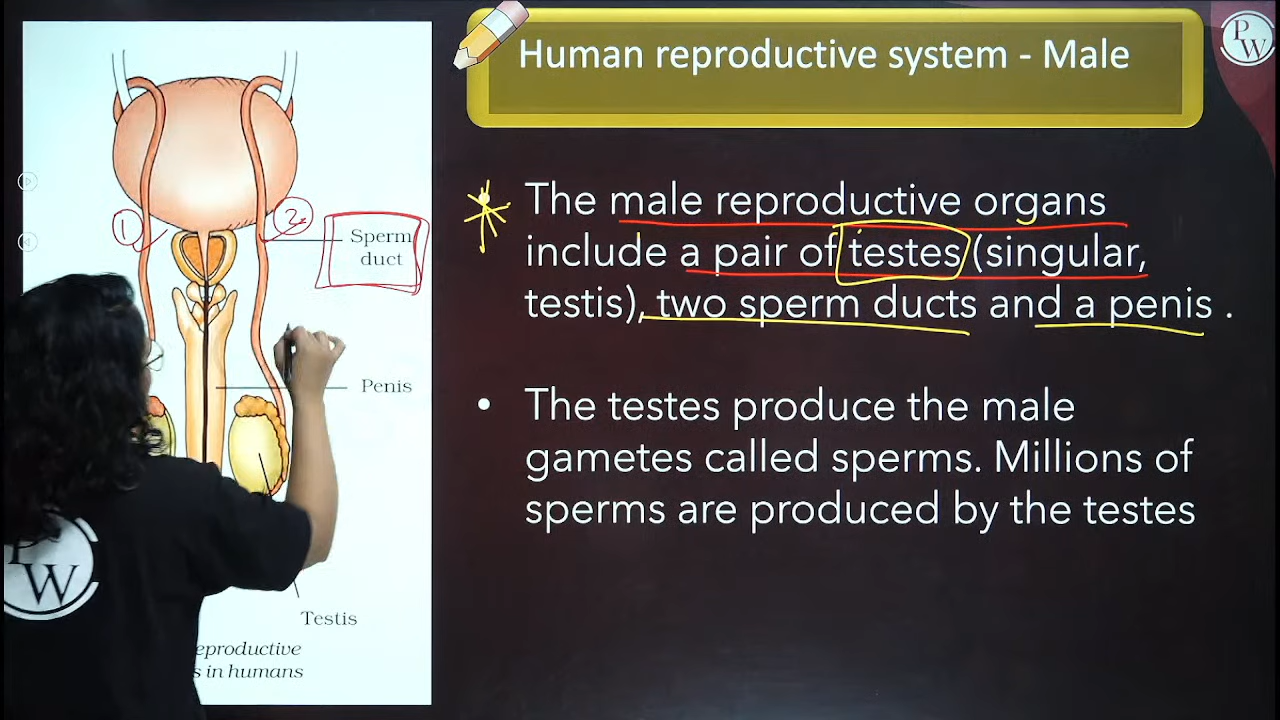 Human reproductive system - Male
PW
The male reproductive organs
include a pair of testes (singular,
testis), two sperm ducts and a penis .
• The testes produce the male
gametes called sperms. Millions of
sperms are produced by the testes
1
2
Sperm
duct
Penis
Testis
eproductive
s in humans
PW